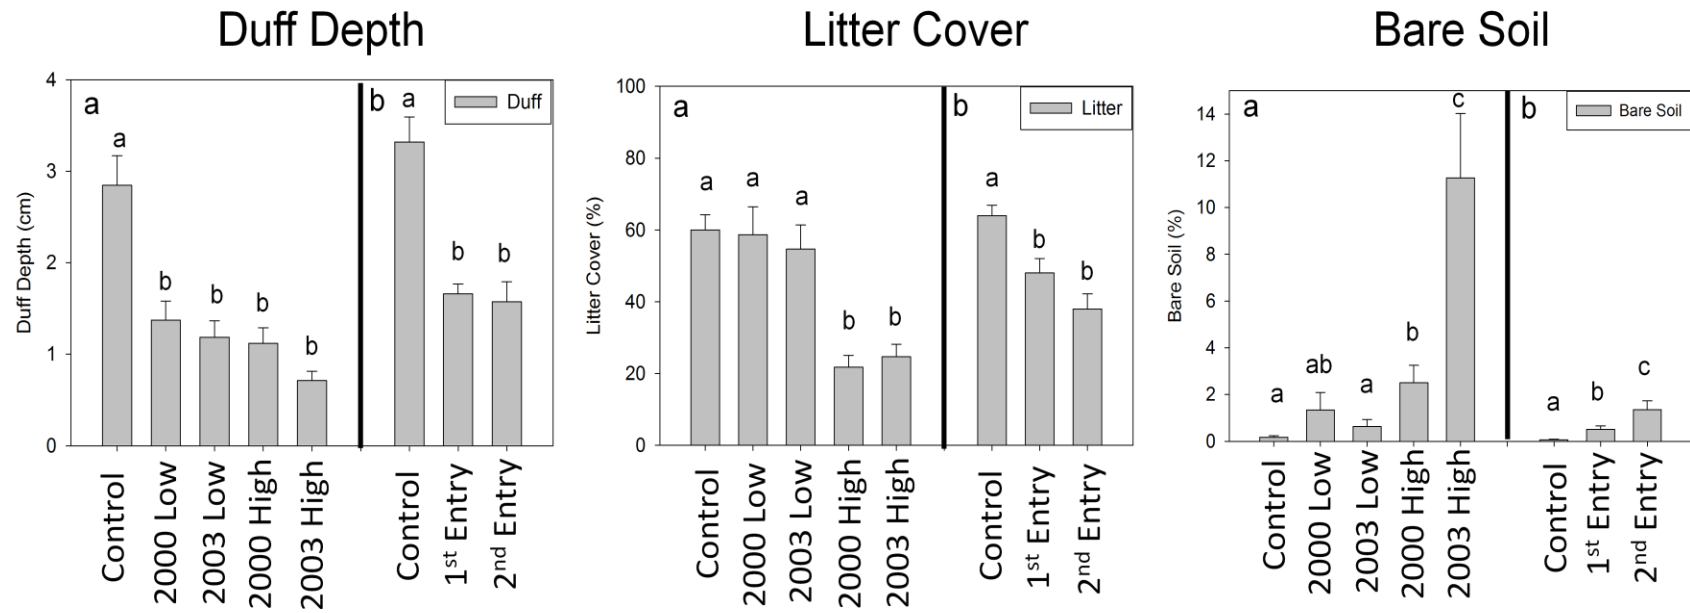 Duff Depth
Litter Cover
Bare Soil
Duff Depth (cm)
4
3
2
1
0
a
a
b
b
b
b
b
a
b
b
Duff
Control
2000 Low
2003 Low
2000 High
2003 High
Control
1st Entry
2nd Entry
Litter Cover (%)
100
80
60
40
20
0
a
a
a
a
b
b
b
a
b
b
Litter
Control
2000 Low
2003 Low
2000 High
2003 High
Control
1st Entry
2nd Entry
Bare Soil (%)
14
12
10
8
6
4
2
0
a
a
ab
a
b
c
b
a
b
c
Bare Soil
Control
2000 Low
2003 Low
2000 High
2003 High
Control
1st Entry
2nd Entry